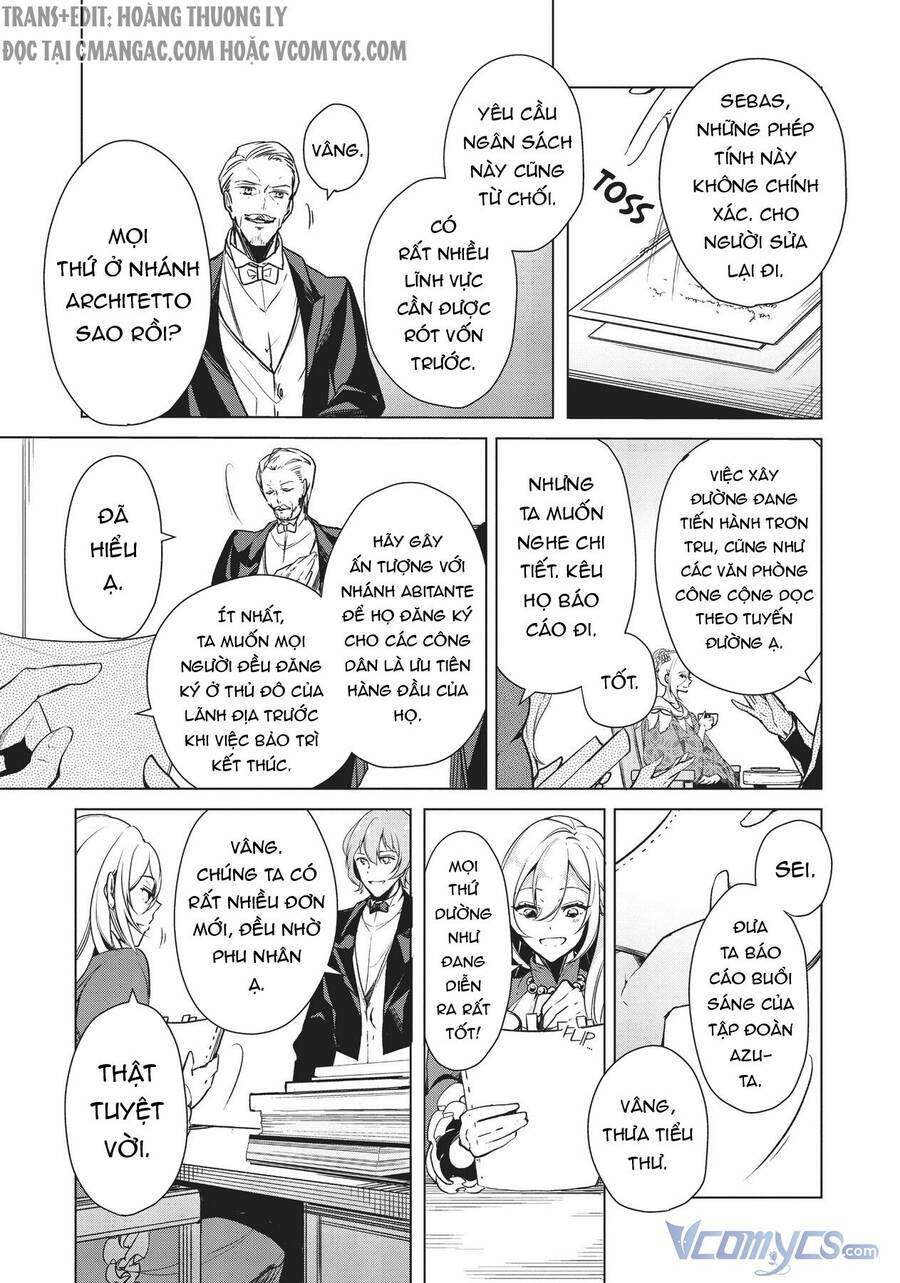 TRANS+EDIT: HOÀNG THUONG LY
ĐỌC TẠI CMANGAC.COM HOẶC VCOMYCS.COM
SEBAS,
NHỮNG PHÉP
TÍNH NÀY
KHÔNG CHÍNH
XÁC. CHO
NGƯỜI SỬA
LẠI ĐI.
TOSS
YÊU CẦU
NGÂN SÁCH
NÀY CŨNG
TỪ CHỐI.
CÓ
RẤT NHIỀU
LĨNH VỰC
CẦN ĐƯỢC
RÓT VỐN
TRƯỚC.
VÂNG.
MỌI
THỨ Ở NHÁNH
ARCHITETTO
SAO RỒI?
VIỆC XÂY
ĐƯỜNG ĐANG
TIẾN HÀNH TRƠN
TRU, CŨNG NHƯ
CÁC VĂN PHÒNG
CÔNG CỘNG DỌC
THEO TUYẾN
ĐƯỜNG Ạ.
TỐT.
NHƯNG
TA MUỐN
NGHE CHI
TIẾT. KÊU
HỌ BÁO
CÁO ĐI.
HÃY GÂY
ẤN TƯỢNG VỚI
NHÁNH ABITANTE
ĐỂ HỌ ĐĂNG KÝ
CHO CÁC CÔNG
DÂN LÀ ƯU TIÊN
HÀNG ĐẦU CỦA
HỌ.
ÍT NHẤT,
TA MUỐN MỌI
NGƯỜI ĐỀU ĐĂNG
KÝ Ở THỦ ĐÔ CỦA
LÃNH ĐỊA TRƯỚC
KHI VIỆC BẢO TRÌ
KẾT THÚC.
ĐÃ
HIỂU
Ạ.
SEI.
ĐƯA
TA BÁO
CÁO BUỔI
SÁNG CỦA
TẬP ĐOÀN
AZU-
TA.
VÂNG,
THƯA TIỂU
THƯ.
FLIP
MỌI
THỨ
DƯỜNG
NHƯ
ĐANG
DIỄN
RA RẤT
TỐT!
VÂNG.
CHÚNG TA CÓ
RẤT NHIỀU ĐƠN
MỚI, ĐỀU NHỜ
PHU NHÂN
Ạ.
THẬT
TUYỆT
VỜI.
VCOMYCS.com